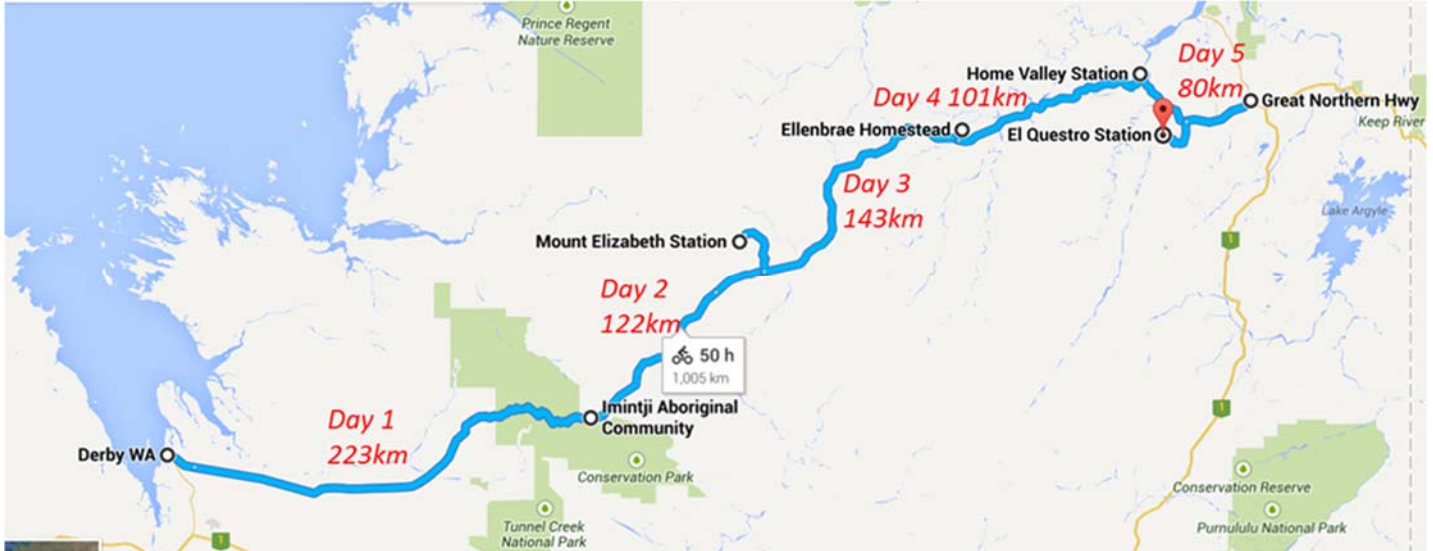 Prince Regent
Nature Reserve
Day 5
80km
Home Valley Station
Day 4 101km
Great Northern Hwy
Keep River
Ellenbrae Homestead
El Questro Station
Day 3
143km
Lake Argyle
Mount Elizabeth Station
1
Day 2
122km
50 h
1,005 km
Imintji Aboriginal
Community
1
Day 1
223km
Derby WA
Conservation Park
Conservation Reserve
Tunnel Creek
National Park
Purnululu National Park
1